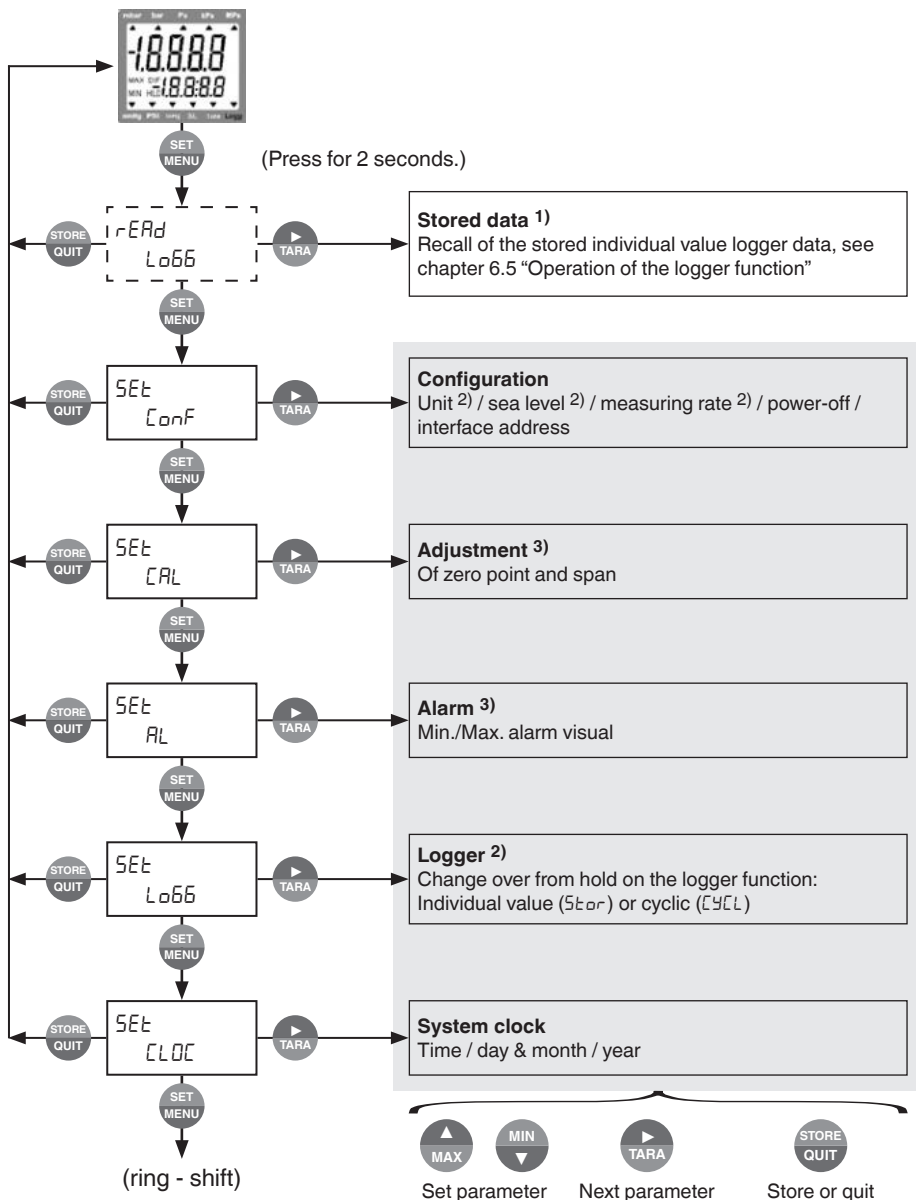 mbar bar Pa kPa MPa
-1.8.8.8.8
MAX DIF
MIN HLD -1.8.8:8.8
mmHg PSI
SL Tara Logg
SET
MENU
(Press for 2 seconds.)
STORE
QUIT
rEAd
LoGG
▶
TARA
Stored data 1)
Recall of the stored individual value logger data, see
chapter 6.5 “Operation of the logger function”
SET
MENU
STORE
QUIT
SEt
ConF
▶
TARA
Configuration
Unit 2) / sea level 2) / measuring rate 2) / power-off /
interface address
SET
MENU
STORE
QUIT
SEt
CAL
▶
TARA
Adjustment 3)
Of zero point and span
SET
MENU
STORE
QUIT
SEt
AL
▶
TARA
Alarm 3)
Min./Max. alarm visual
SET
MENU
STORE
QUIT
SEt
LoGG
▶
TARA
Logger 2)
Change over from hold on the logger function:
Individual value (Stor) or cyclic (CYCL)
SET
MENU
STORE
QUIT
SEt
CLOC
▶
TARA
System clock
Time / day & month / year
SET
MENU
(ring - shift)
▲
MAX
MIN
▼
▶
TARA
STORE
QUIT
Set parameter
Next parameter
Store or quit